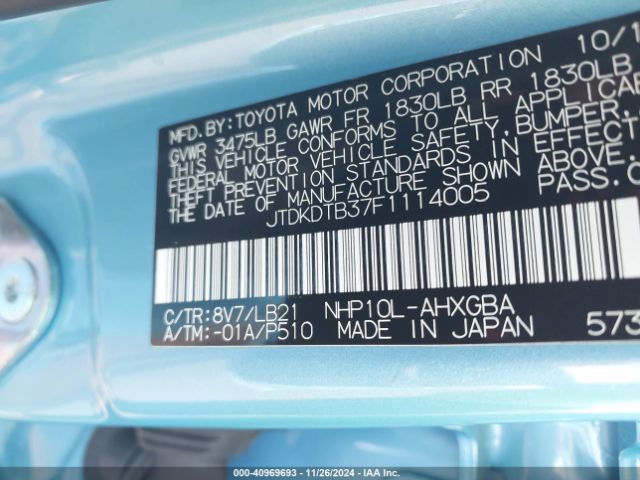 MFD.BY:TOYOTA MOTOR CORPORATION 10/1
GVWR 3475LB GAWR FR 1830LB RR 1830LB
THIS VEHICLE CONFORMS TO ALL APPLICA
FEDERAL MOTOR VEHICLE SAFETY, BUMPER,
THEFT PREVENTION STANDARDS IN EFFECT
THE DATE OF MANUFACTURE SHOWN ABOVE.
JTDKDTB37F1114005 PASS.C
C/TR:8V7/LB21 NHP10L-AHXGBA
A/TM:-01A/P510 MADE IN JAPAN 573
000-40969693 - 11/26/2024 - IAA Inc.